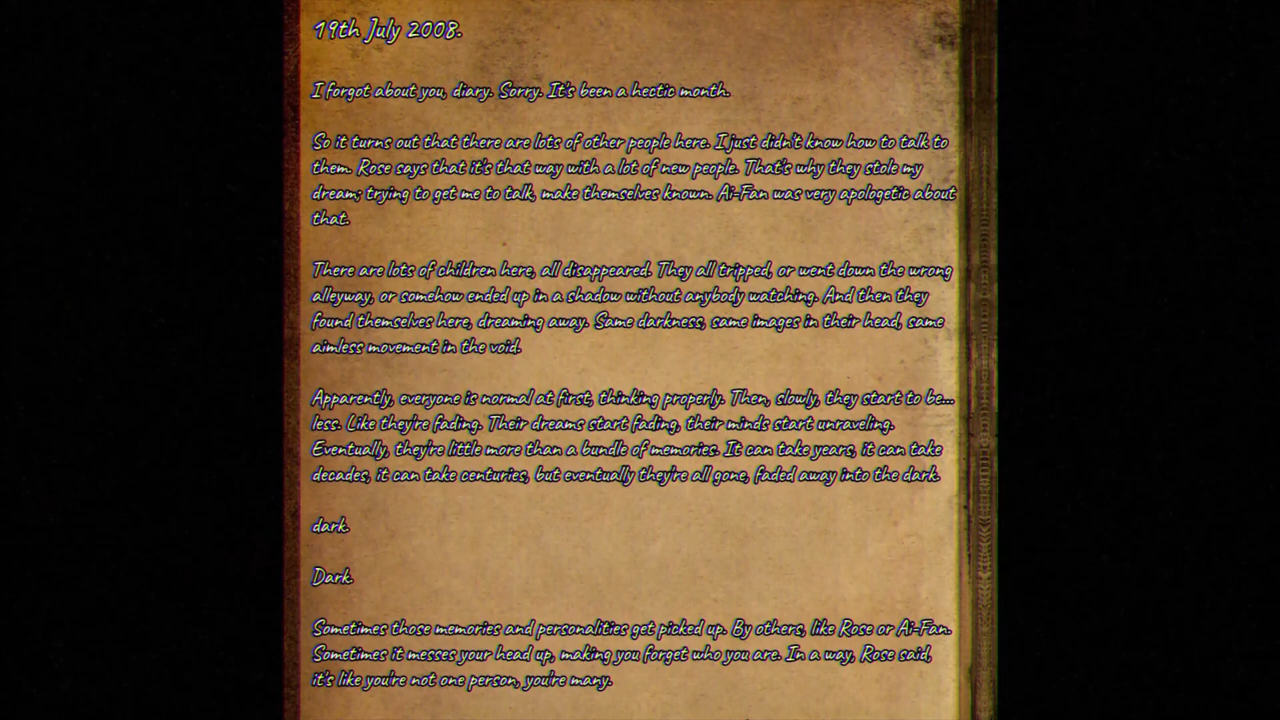 19th July 2008.
I forgot about you, diary. Sorry. It's been a hectic month.
So it turns out that there are lots of other people here. I just didn't know how to talk to
them. Rose says that it's that way with a lot of new people. That's why they stole my
dream; trying to get me to talk, make themselves known. Ai-Fan was very apologetic about
that.
There are lots of children here, all disappeared. They all tripped, or went down the wrong
alleyway, or somehow ended up in a shadow without anybody watching. And then they
found themselves here, dreaming away. Same darkness, same images in their head, same
aimless movement in the void.
Apparently, everyone is normal at first, thinking properly. Then, slowly, they start to be...
less. Like they're fading. Their dreams start fading, their minds start unraveling.
Eventually, they're little more than a bundle of memories. It can take years, it can take
decades, it can take centuries, but eventually they're all gone, faded away into the dark.
dark.
Dark.
Sometimes those memories and personalities get picked up. By others, like Rose or Ai-Fan.
Sometimes it messes your head up, making you forget who you are. In a way, Rose said,
it's like you're not one person, you're many.